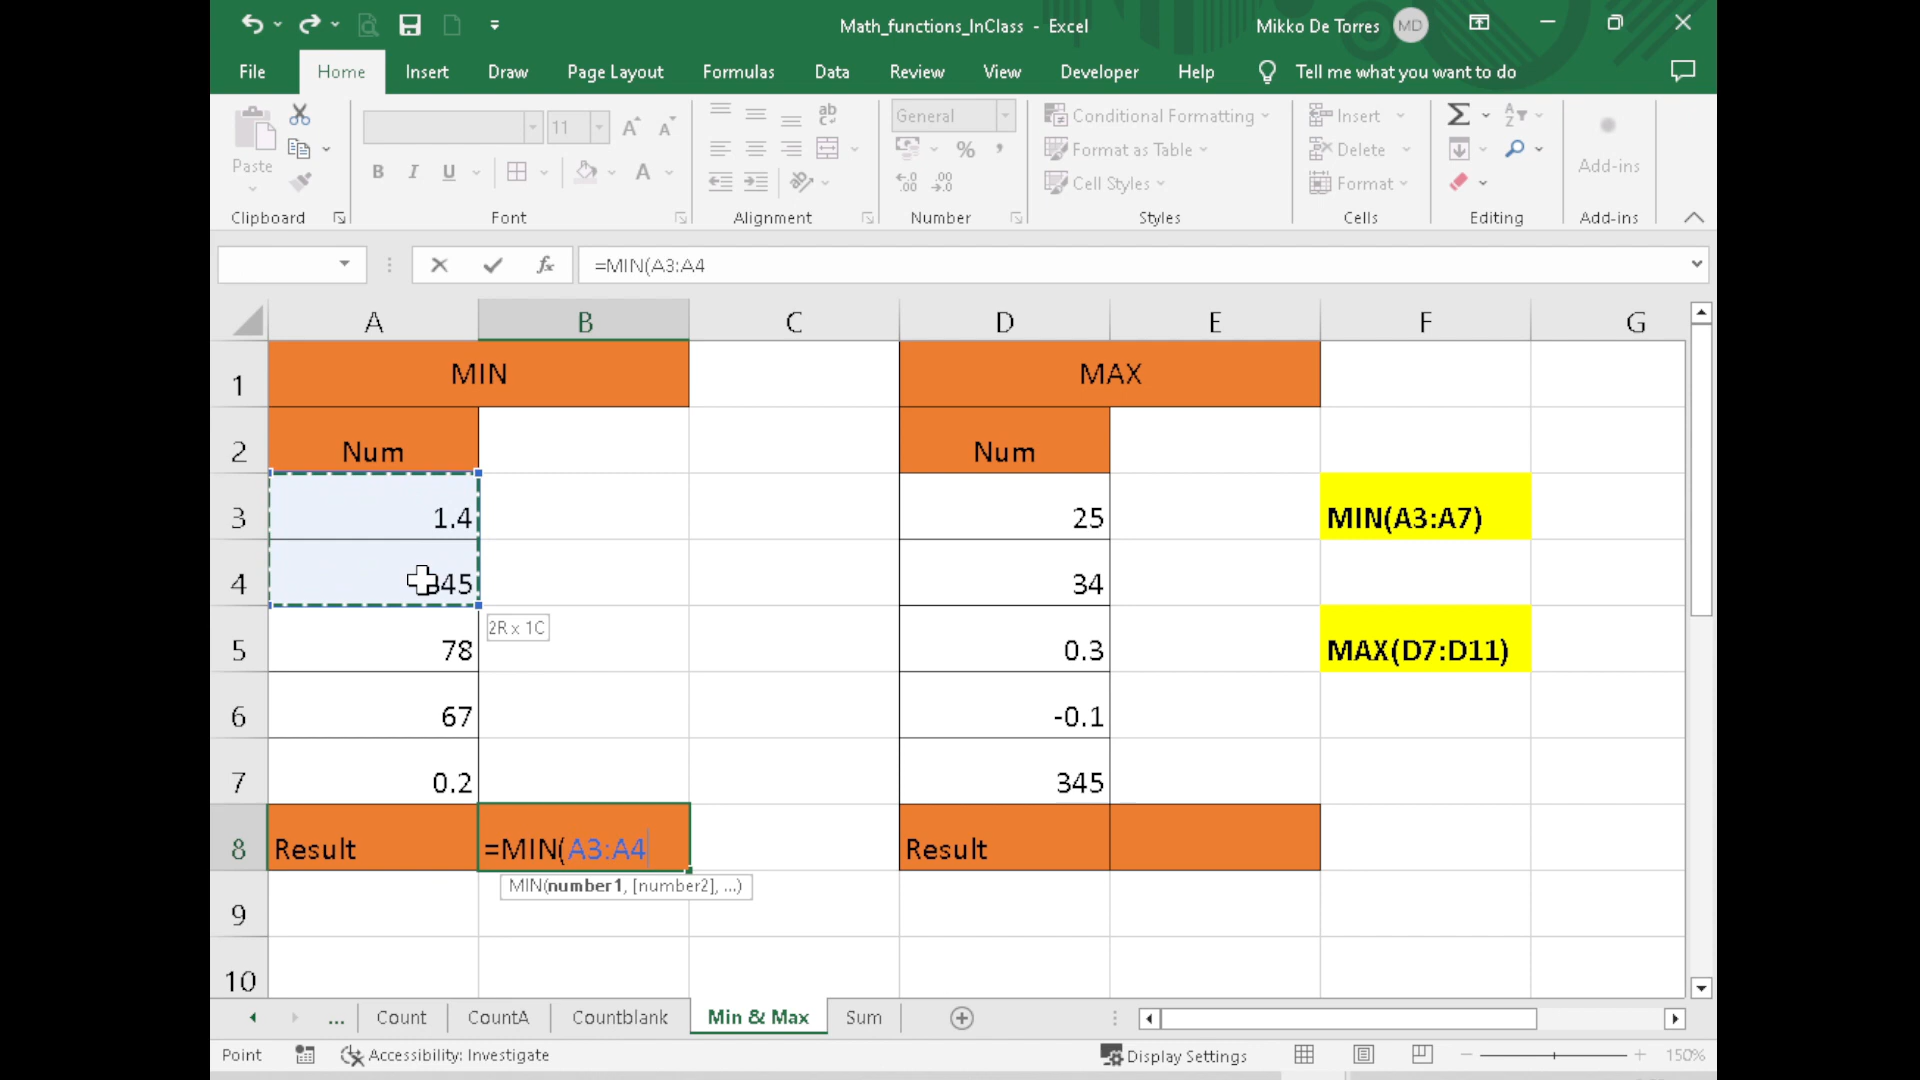 Math_functions_InClass - Excel
Mikko De Torres
MD
File Home Insert Draw Page Layout Formulas Data Review View Developer Help Tell me what you want to do
Paste
11
General
Conditional Formatting
Format as Table
Cell Styles
Insert
Delete
Format
Add-ins
Clipboard Font Alignment Number Styles Cells Editing Add-ins
=MIN(A3:A4
A B C D E F G
1 MIN MAX
2 Num Num
3 1.4 25 MIN(A3:A7)
4 34
2R x 1C
5 78 0.3 MAX(D7:D11)
6 67 -0.1
7 0.2 345
8 Result =MIN(A3:A4 Result
MIN(number1, [number2], ...)
9
10
... Count CountA Countblank Min & Max Sum
Point Accessibility: Investigate Display Settings 150%